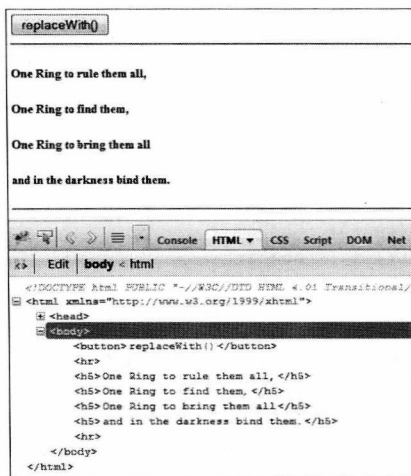 replaceWith()
One Ring to rule them all,
One Ring to find them,
One Ring to bring them all
and in the darkness bind them.
Console HTML CSS Script DOM Net
Edit body < html
<!DOCTYPE html PUBLIC "-//W3C//DTD HTML 4.01 Transitional/
<html xmlns="http://www.w3.org/1999/xhtml">
<head>
<body>
<button>replaceWith()</button>
<hr>
<h5>One Ring to rule them all, </h5>
<h5>One Ring to find them, </h5>
<h5>One Ring to bring them all</h5>
<h5>and in the darkness bind them. </h5>
<hr>
</body>
</html>